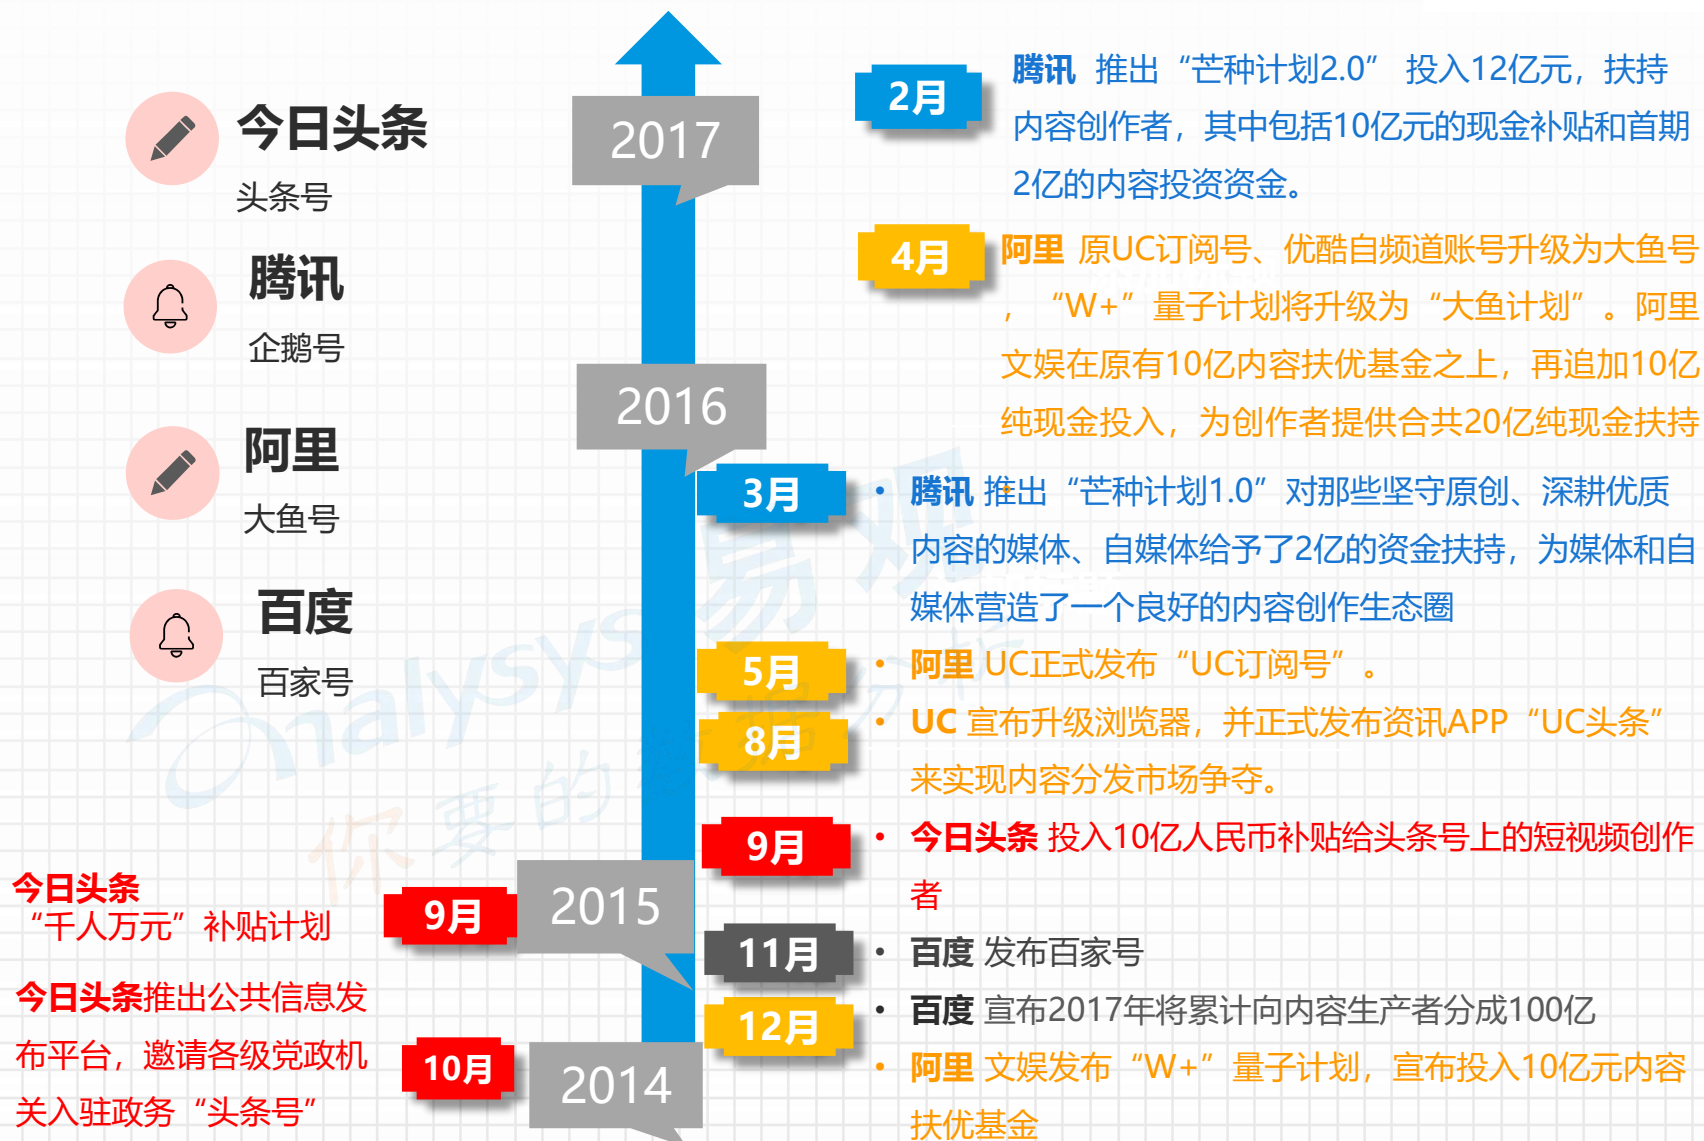 今日头条
头条号
腾讯
企鹅号
阿里
大鱼号
百度
百家号
2017
2月
腾讯 推出“芒种计划2.0” 投入12亿元，扶持
内容创作者，其中包括10亿元的现金补贴和首期
2亿的内容投资资金。
4月
阿里 原UC订阅号、优酷自频道账号升级为大鱼号
，“W+”量子计划将升级为“大鱼计划”。阿里
文娱在原有10亿内容扶优基金之上，再追加10亿
纯现金投入，为创作者提供合共20亿纯现金扶持
2016
3月
• 腾讯 推出“芒种计划1.0”对那些坚守原创、深耕优质
内容的媒体、自媒体给予了2亿的资金扶持，为媒体和自
媒体营造了一个良好的内容创作生态圈
5月
• 阿里 UC正式发布“UC订阅号”。
8月
• UC 宣布升级浏览器，并正式发布资讯APP“UC头条”
来实现内容分发市场争夺。
9月
• 今日头条 投入10亿人民币补贴给头条号上的短视频创作
者
11月
• 百度 发布百家号
12月
• 百度 宣布2017年将累计向内容生产者分成100亿
• 阿里 文娱发布“W+”量子计划，宣布投入10亿元内容
扶优基金
2015
9月
今日头条
“千人万元”补贴计划
2014
10月
今日头条推出公共信息发
布平台，邀请各级党政机
关入驻政务“头条号”
analysys 易观
你要的数据分析